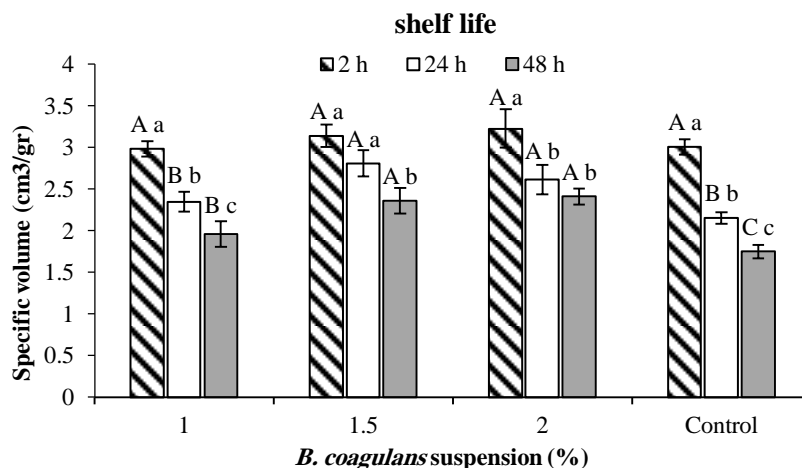 shelf life
2 h 24 h 48 h
4
3.5
3
2.5
2
1.5
1
0.5
0
Specific volume (cm3/gr)
A a
B b
B c
A a
A a
b
A a
A b
A b
A a
B b
C c
1 1.5 2 Control
B. coagulans suspension (%)